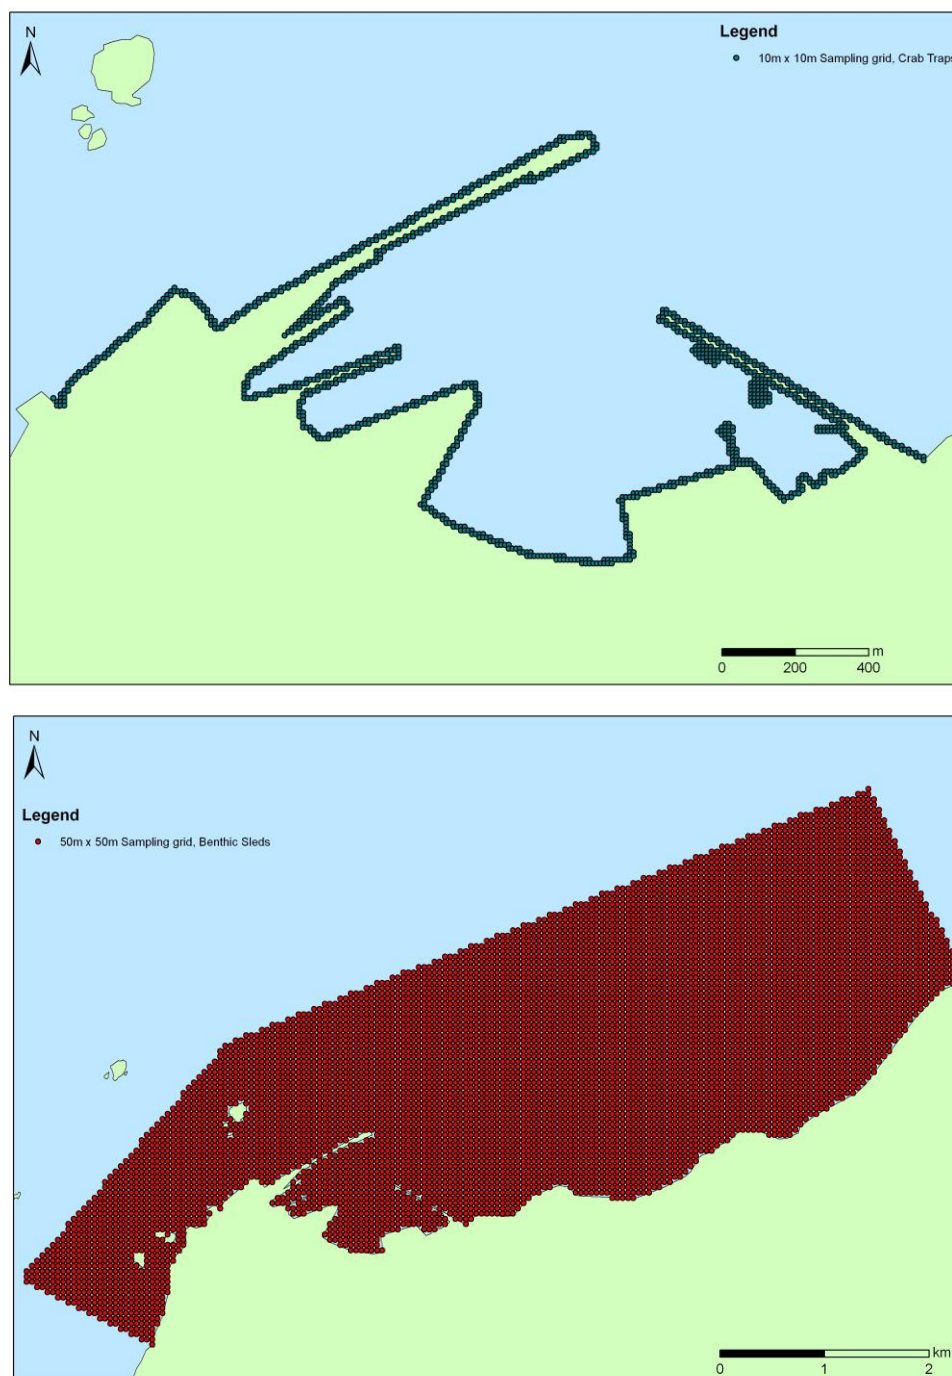 N
Legend
10m x 10m Sampling grid, Crab Traps
m
0 200 400
N
Legend
50m x 50m Sampling grid, Benthic Sleds
km
0 1 2